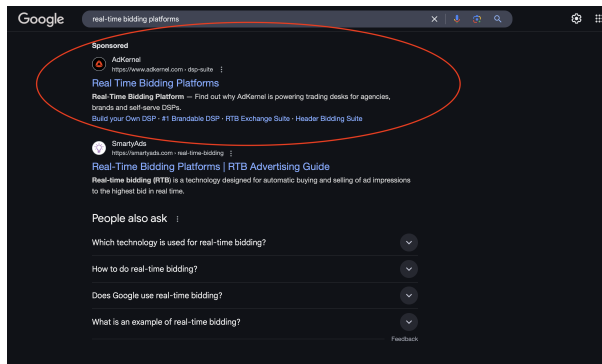 Google
real-time bidding platforms
Sponsored
AdKernel
https://www.adkernel.com › dsp-suite
Real Time Bidding Platforms
Real-Time Bidding Platform — Find out why AdKernel is powering trading desks for agencies,
brands and self-serve DSPs.
Build your Own DSP · #1 Brandable DSP · RTB Exchange Suite · Header Bidding Suite
SmartyAds
https://smartyads.com › real-time-bidding
Real-Time Bidding Platforms | RTB Advertising Guide
Real-time bidding (RTB) is a technology designed for automatic buying and selling of ad impressions
to the highest bid in real time.
People also ask
Which technology is used for real-time bidding?
How to do real-time bidding?
Does Google use real-time bidding?
What is an example of real-time bidding?
Feedback